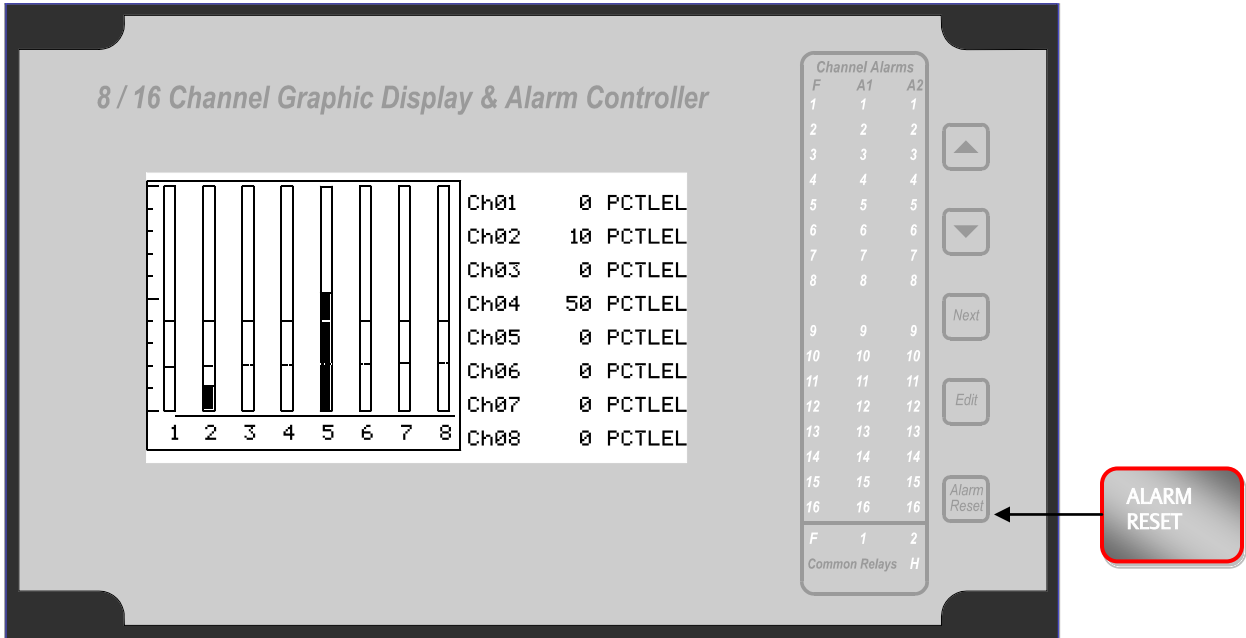 8 / 16 Channel Graphic Display & Alarm Controller
Ch01 0 PCTLEL
Ch02 10 PCTLEL
Ch03 0 PCTLEL
Ch04 50 PCTLEL
Ch05 0 PCTLEL
Ch06 0 PCTLEL
Ch07 0 PCTLEL
Ch08 0 PCTLEL
1 2 3 4 5 6 7 8
Channel Alarms
F A1 A2
1 1 1
2 2 2
3 3 3
4 4 4
5 5 5
6 6 6
7 7 7
8 8 8
9 9 9
10 10 10
11 11 11
12 12 12
13 13 13
14 14 14
15 15 15
16 16 16
F 1 2
Common Relays H
Next
Edit
Alarm
Reset
ALARM
RESET